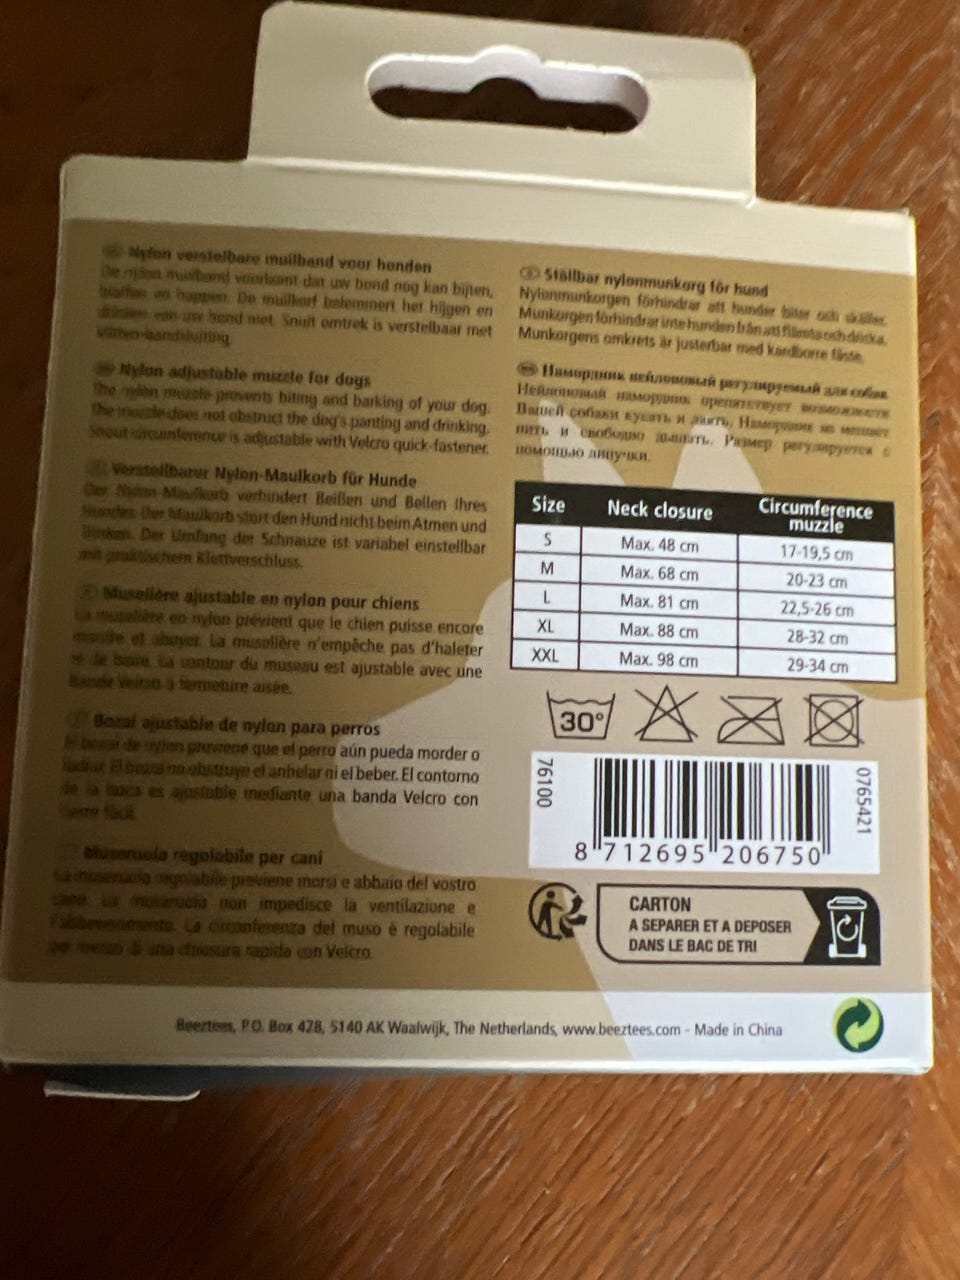 Nylon verstelbare muilband voor honden
De nylon muilband voorkomt dat uw hond nog kan bijten,
blaffen en happen. De muilkorf belemmert het hijgen en
drinken van uw hond niet. Snuit omtrek is verstelbaar met
klitten-bandsluiting.
Nylon adjustable muzzle for dogs
The nylon muzzle prevents biting and barking of your dog.
The muzzle does not obstruct the dog's panting and drinking.
Snout circumference is adjustable with Velcro quick-fastener.
Verstellbarer Nylon-Maulkorb für Hunde
Der Nylon-Maulkorb verhindert Beißen und Bellen Ihres
Hundes. Der Maulkorb stört den Hund nicht beim Atmen und
Trinken. Der Umfang der Schnauze ist variabel einstellbar
mit praktischem Klettverschluss.
Muselière ajustable en nylon pour chiens
La muselière en nylon prévient que le chien puisse encore
mordre et aboyer. La muselière n'empêche pas d'haleter
ni de boire. La contour du museau est ajustable avec une
bande Velcro à fermeture aisée.
Bozal ajustable de nylon para perros
El bozal de nylon previene que el perro aún pueda morder o
ladrar. El bozal no obstruye el anhelar ni el beber. El contorno
de la boca es ajustable mediante una banda Velcro con
cierre fácil.
Museruola regolabile per cani
La museruola regolabile previene morsi e abbaio del vostro
cane. La museruola non impedisce la ventilazione e
l'abbeveramento. La circonferenza del muso è regolabile
per mezzo di una chiusura rapida con Velcro.
Ställbar nylonmunkorg för hund
Nylonmunkorgen förhindrar att hunder biter och skäller.
Munkorgen förhindrar inte hunden från att flämta och dricka.
Munkorgens omkrets är justerbar med kardborre fäste.
Намордник нейлоновый регулируемый для собак
Нейлоновый намордник препятствует возможности
Вашей собаки кусать и лаять. Намордник не мешает
пить и свободно дышать. Размер регулируется с
помощью липучки.
Size Neck closure Circumference muzzle
S Max. 48 cm 17-19,5 cm
M Max. 68 cm 20-23 cm
L Max. 81 cm 22,5-26 cm
XL Max. 88 cm 28-32 cm
XXL Max. 98 cm 29-34 cm
30°
76100
0765421
8 712695 206750
CARTON
A SEPARER ET A DEPOSER
DANS LE BAC DE TRI
Beeztees, P.O. Box 428, 5140 AK Waalwijk, The Netherlands, www.beeztees.com - Made in China